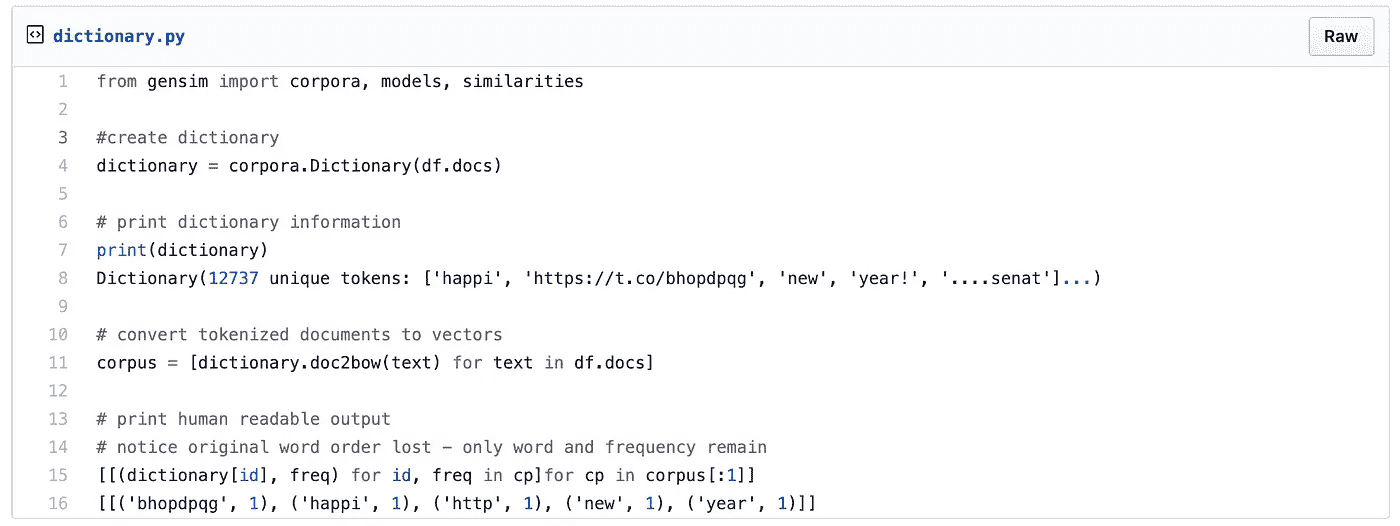 dictionary.py
Raw
1 from gensim import corpora, models, similarities
2
3 #create dictionary
4 dictionary = corpora.Dictionary(df.docs)
5
6 # print dictionary information
7 print(dictionary)
8 Dictionary(12737 unique tokens: ['happi', 'https://t.co/bhopdpqg', 'new', 'year!', '....senat']...)
9
10 # convert tokenized documents to vectors
11 corpus = [dictionary.doc2bow(text) for text in df.docs]
12
13 # print human readable output
14 # notice original word order lost – only word and frequency remain
15 [[(dictionary[id], freq) for id, freq in cp]for cp in corpus[:1]]
16 [[('bhopdpqg', 1), ('happi', 1), ('http', 1), ('new', 1), ('year', 1)]]